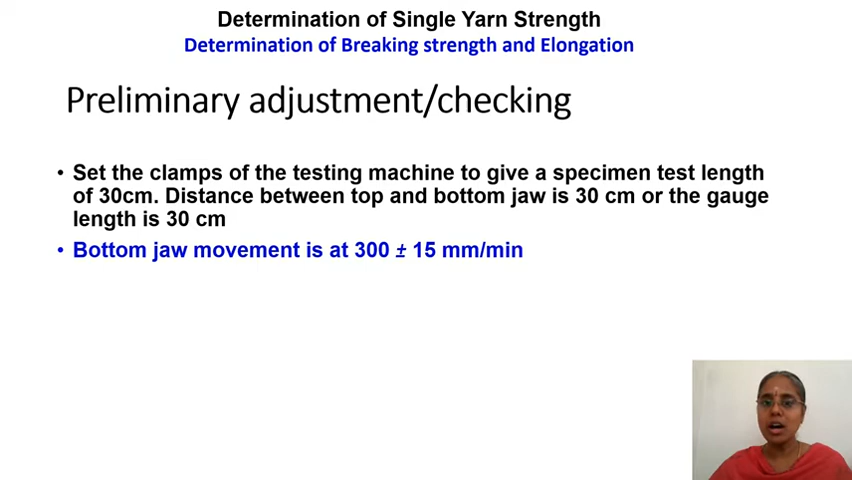 Determination of Single Yarn Strength
Determination of Breaking strength and Elongation
Preliminary adjustment/checking
• Set the clamps of the testing machine to give a specimen test length
of 30cm. Distance between top and bottom jaw is 30 cm or the gauge
length is 30 cm
• Bottom jaw movement is at 300 ± 15 mm/min